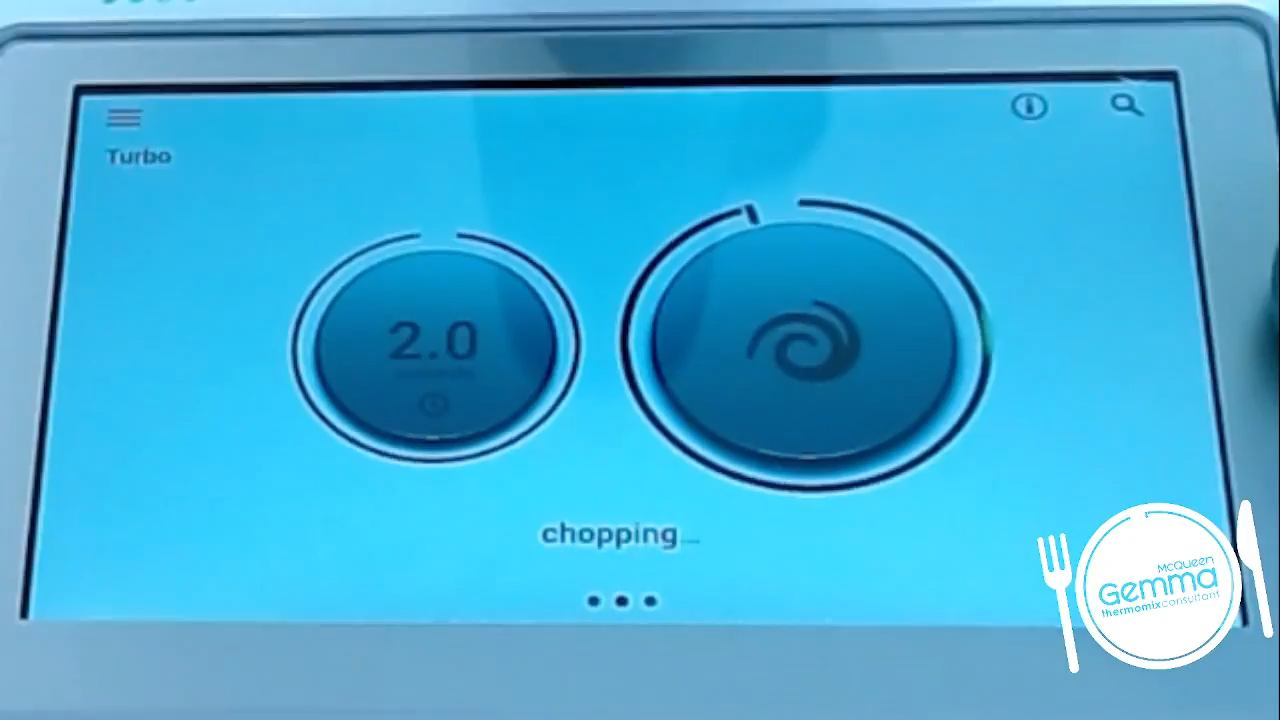 Turbo
2.0
chopping...
McQueen
Gemma
thermomixconsultant